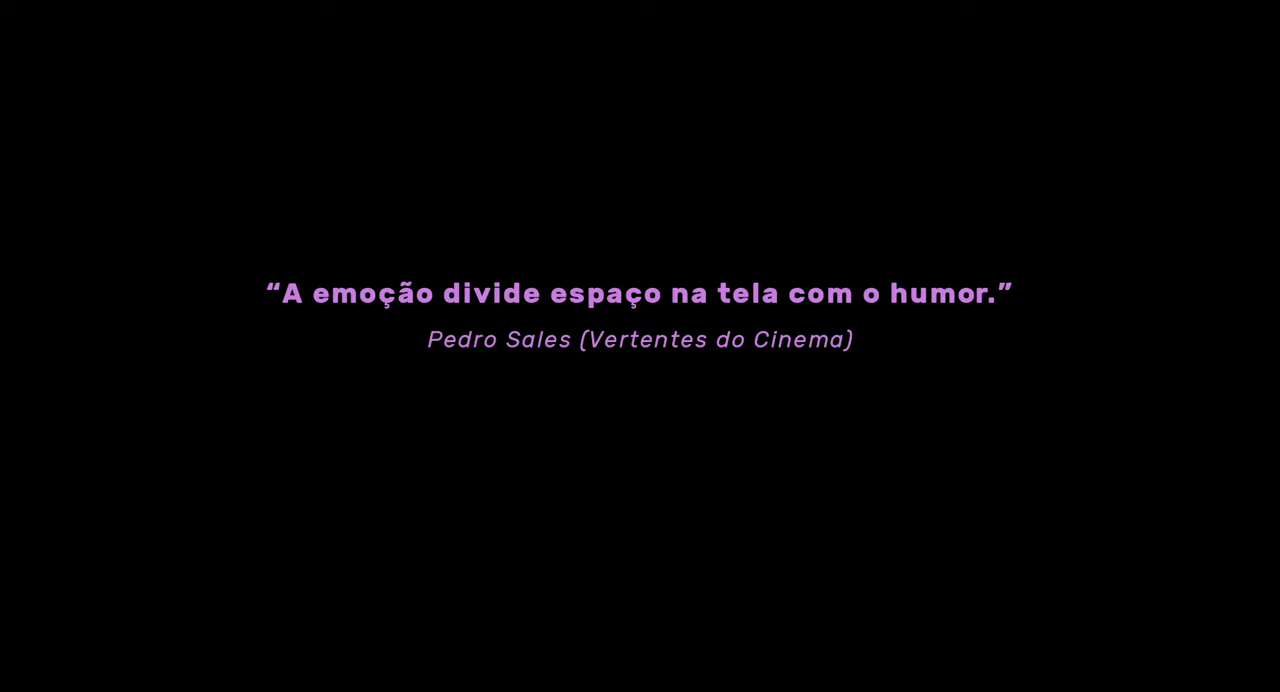 “A emoção divide espaço na tela com o humor.”
Pedro Sales (Vertentes do Cinema)